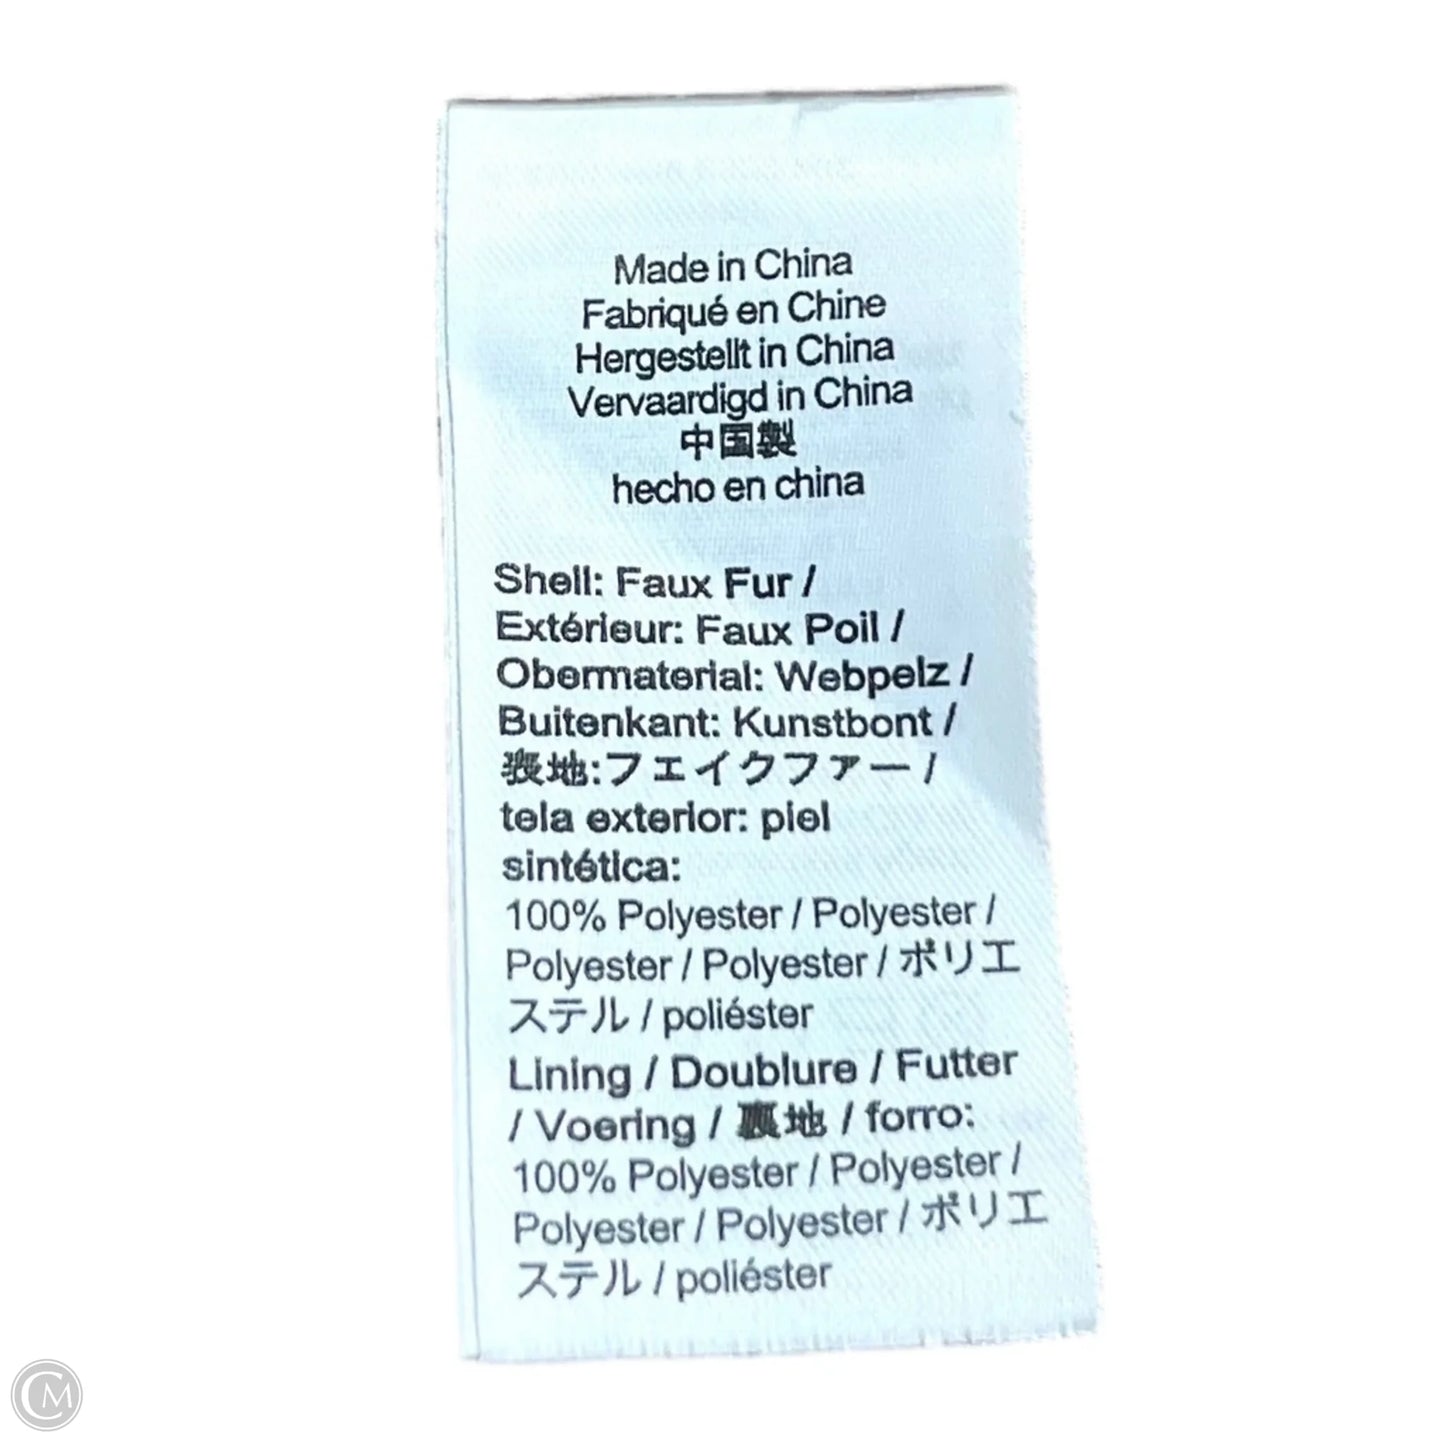 Made in China
Fabriqué en Chine
Hergestellt in China
Vervaardigd in China
中国製
hecho en china
Shell: Faux Fur /
Extérieur: Faux Poil /
Obermaterial: Webpelz /
Buitenkant: Kunstbont /
表地:フェイクファー /
tela exterior: piel
sintética:
100% Polyester / Polyester /
Polyester / Polyester / ポリエ
ステル / poliéster
Lining / Doublure / Futter
/ Voering / 裏地 / forro:
100% Polyester / Polyester /
Polyester / Polyester / ポリエ
ステル / poliéster
CM